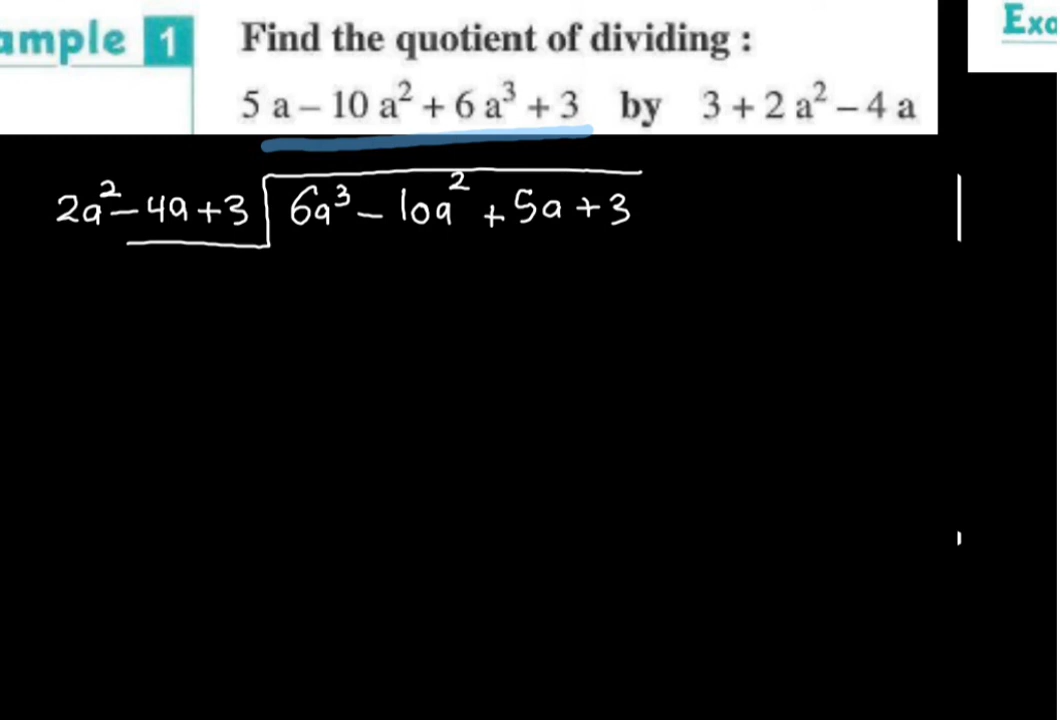 ample 1 Find the quotient of dividing :
5 a – 10 a² + 6 a³ + 3 by 3 + 2 a² – 4 a
Exa
2a² – 4a + 3 | 6a³ – 10a² + 5a + 3